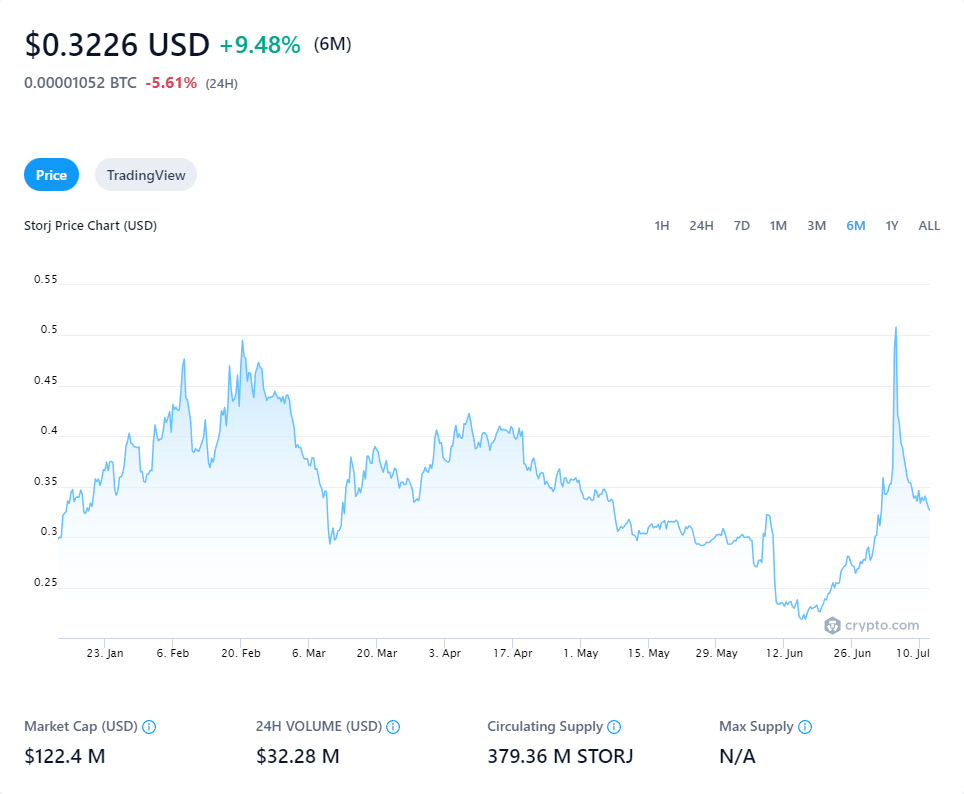 $0.3226 USD +9.48% (6M)
0.00001052 BTC -5.61% (24H)
Price TradingView
Storj Price Chart (USD) 1H 24H 7D 1M 3M 6M 1Y ALL
0.55
0.5
0.45
0.4
0.35
0.3
0.25
crypto.com
23. Jan 6. Feb 20. Feb 6. Mar 20. Mar 3. Apr 17. Apr 1. May 15. May 29. May 12. Jun 26. Jun 10. Jul
Market Cap (USD) 24H VOLUME (USD) Circulating Supply Max Supply
$122.4 M $32.28 M 379.36 M STORJ N/A